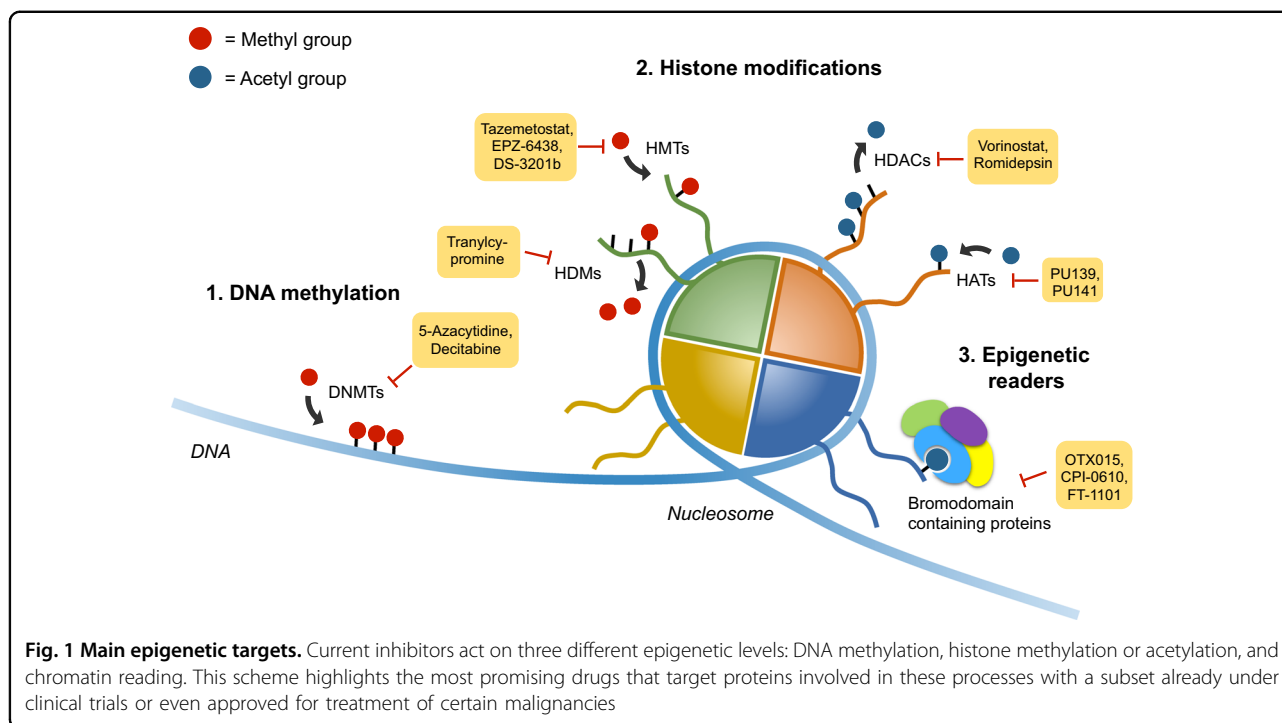 = Methyl group
= Acetyl group
2. Histone modifications
Tazemetostat,
EPZ-6438,
DS-3201b
HMTs
HDACs
Vorinostat,
Romidepsin
Tranylcy-
promine
HDMs
HATs
PU139,
PU141
1. DNA methylation
5-Azacytidine,
Decitabine
DNMTs
DNA
Nucleosome
3. Epigenetic
readers
OTX015,
CPI-0610,
FT-1101
Bromodomain
containing proteins
Fig. 1 Main epigenetic targets. Current inhibitors act on three different epigenetic levels: DNA methylation, histone methylation or acetylation, and
chromatin reading. This scheme highlights the most promising drugs that target proteins involved in these processes with a subset already under
clinical trials or even approved for treatment of certain malignancies